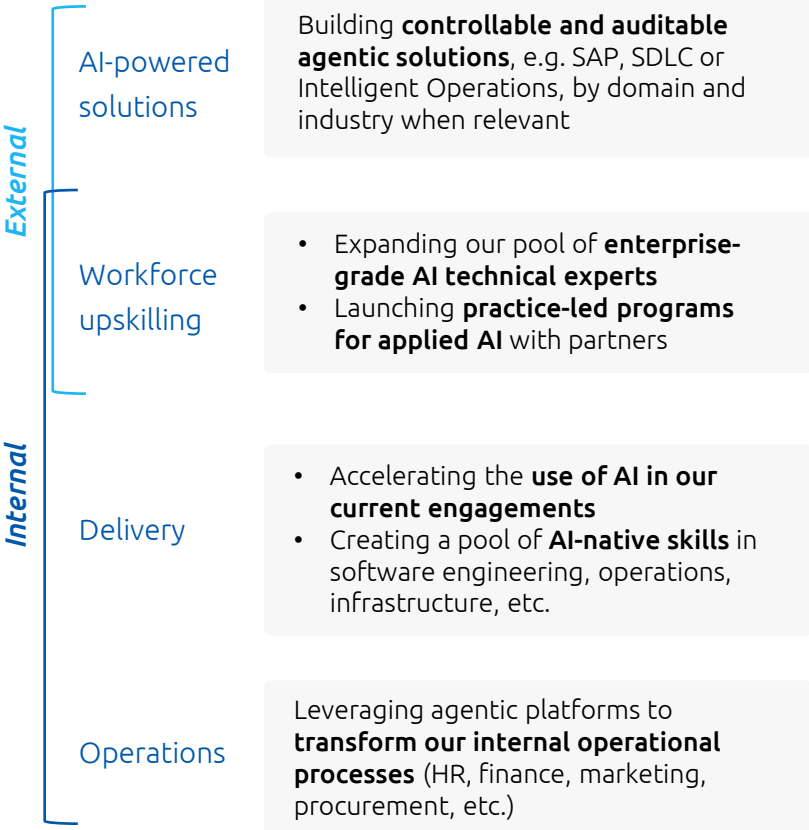 External
AI-powered
solutions
Building controllable and auditable
agentic solutions, e.g. SAP, SDLC or
Intelligent Operations, by domain and
industry when relevant
Workforce
upskilling
• Expanding our pool of enterprise-
grade AI technical experts
• Launching practice-led programs
for applied AI with partners
Internal
Delivery
• Accelerating the use of AI in our
current engagements
• Creating a pool of AI-native skills in
software engineering, operations,
infrastructure, etc.
Operations
Leveraging agentic platforms to
transform our internal operational
processes (HR, finance, marketing,
procurement, etc.)